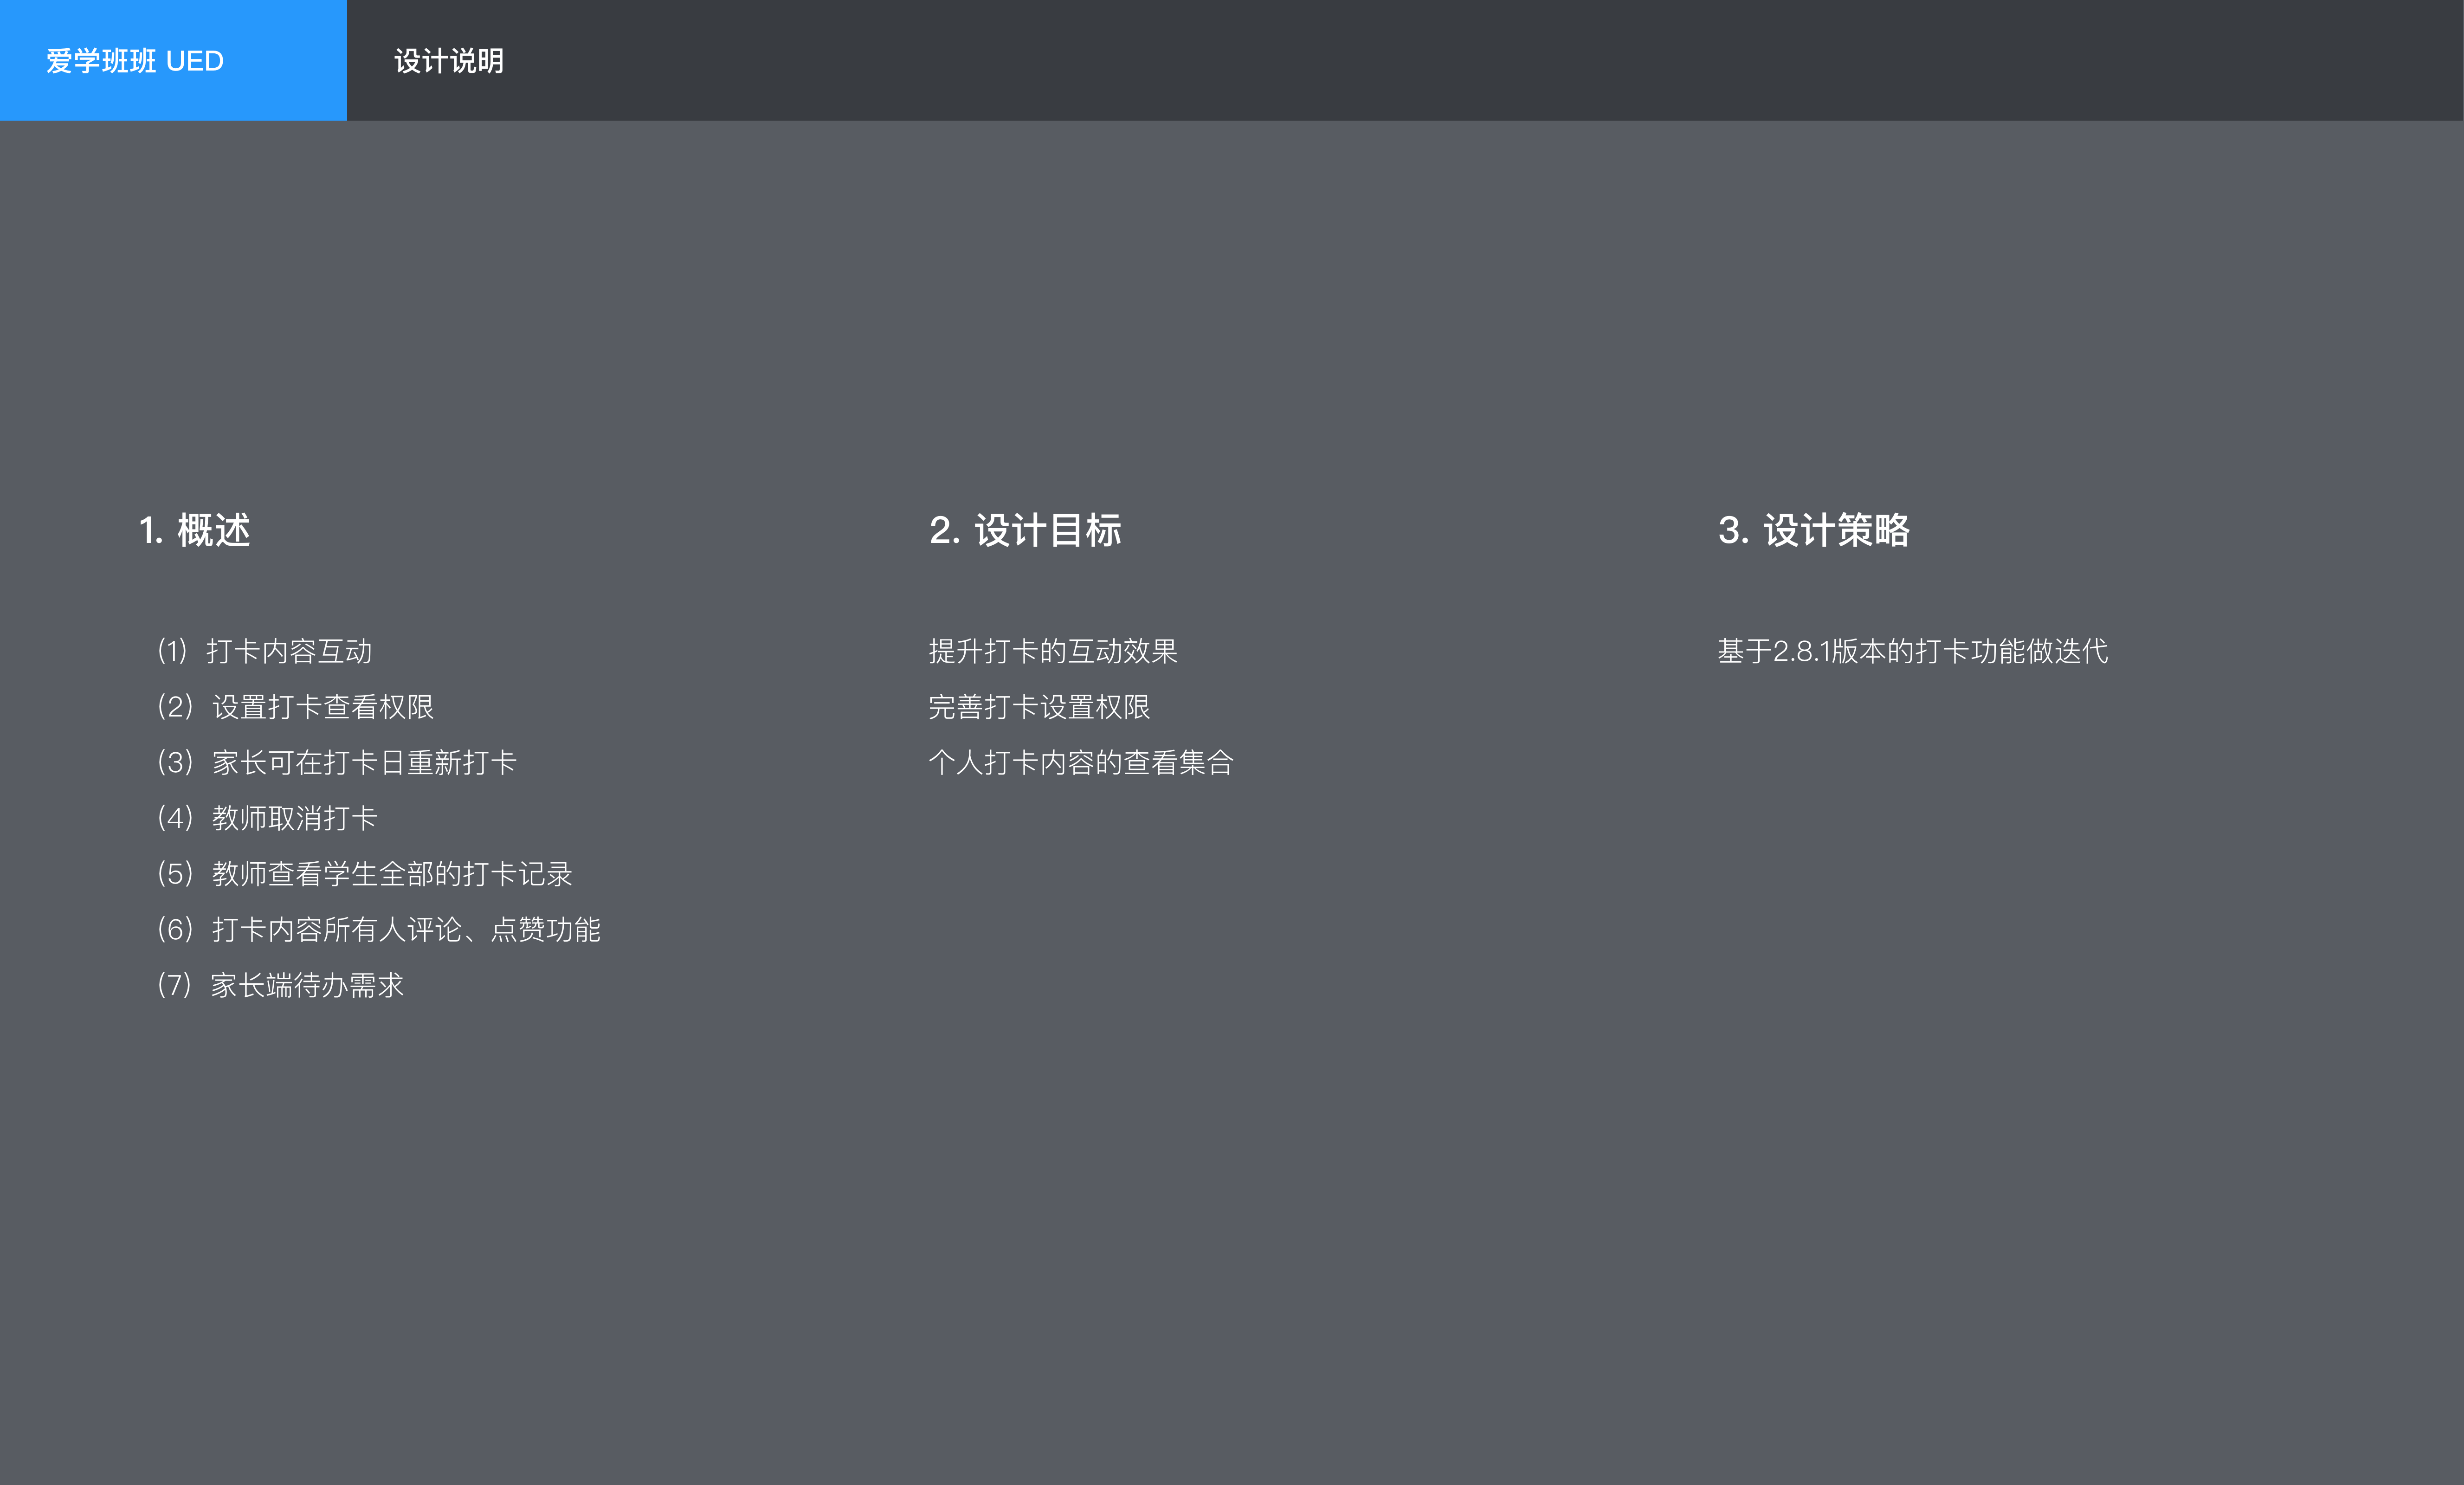 爱学班班 UED
设计说明
1. 概述
（1）打卡内容互动
（2）设置打卡查看权限
（3）家长可在打卡日重新打卡
（4）教师取消打卡
（5）教师查看学生全部的打卡记录
（6）打卡内容所有人评论、点赞功能
（7）家长端待办需求
2. 设计目标
提升打卡的互动效果
完善打卡设置权限
个人打卡内容的查看集合
3. 设计策略
基于2.8.1版本的打卡功能做迭代